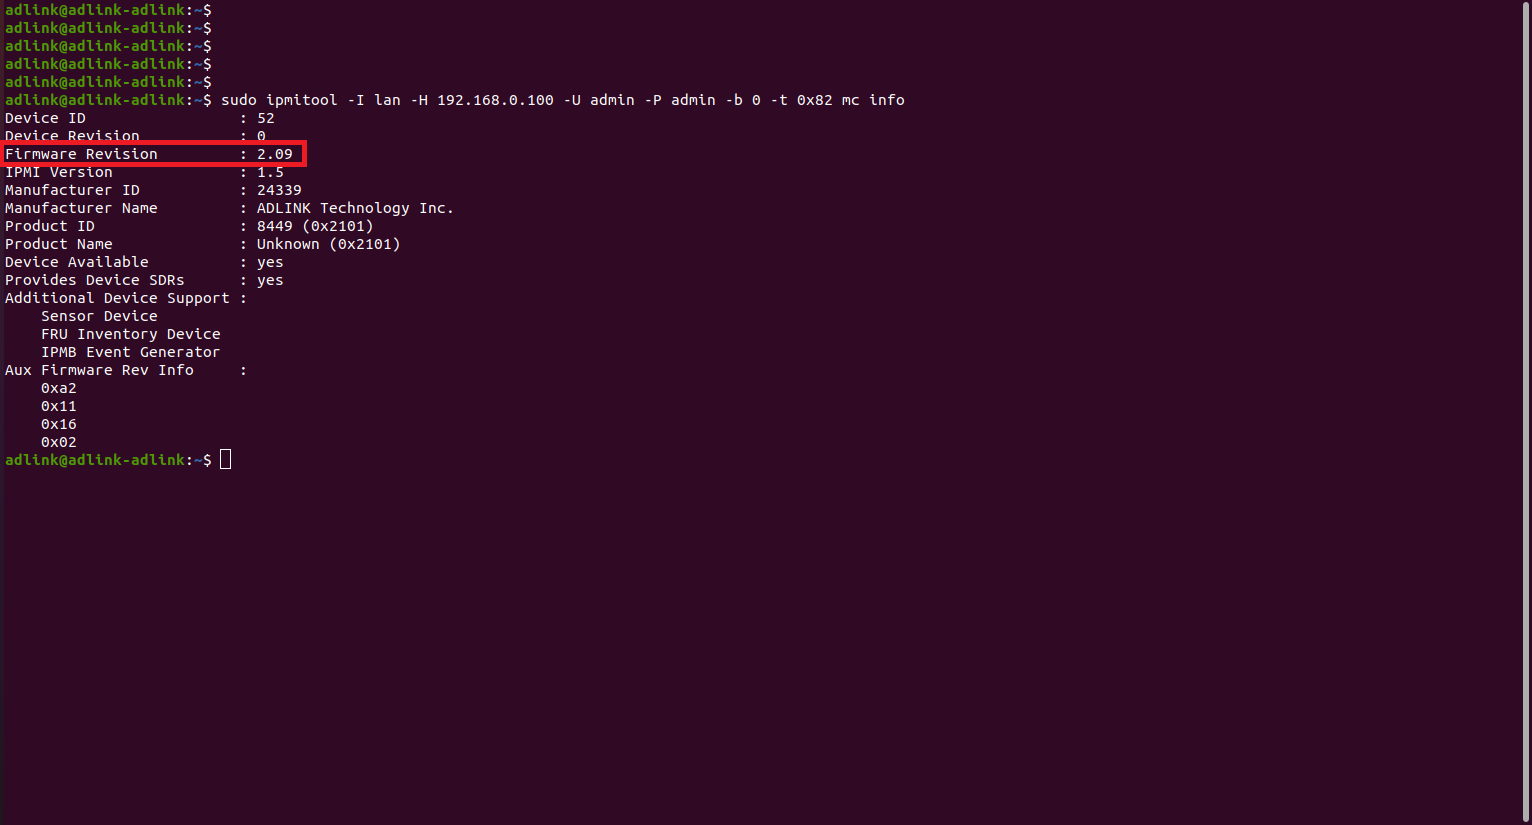 adlink@adlink-adlink:~$
adlink@adlink-adlink:~$
adlink@adlink-adlink:~$
adlink@adlink-adlink:~$
adlink@adlink-adlink:~$
adlink@adlink-adlink:~$ sudo ipmitool -I lan -H 192.168.0.100 -U admin -P admin -b 0 -t 0x82 mc info
Device ID                 : 52
Device Revision           : 0
Firmware Revision         : 2.09
IPMI Version              : 1.5
Manufacturer ID           : 24339
Manufacturer Name         : ADLINK Technology Inc.
Product ID                : 8449 (0x2101)
Product Name              : Unknown (0x2101)
Device Available          : yes
Provides Device SDRs      : yes
Additional Device Support :
    Sensor Device
    FRU Inventory Device
    IPMB Event Generator
Aux Firmware Rev Info     :
    0xa2
    0x11
    0x16
    0x02
adlink@adlink-adlink:~$